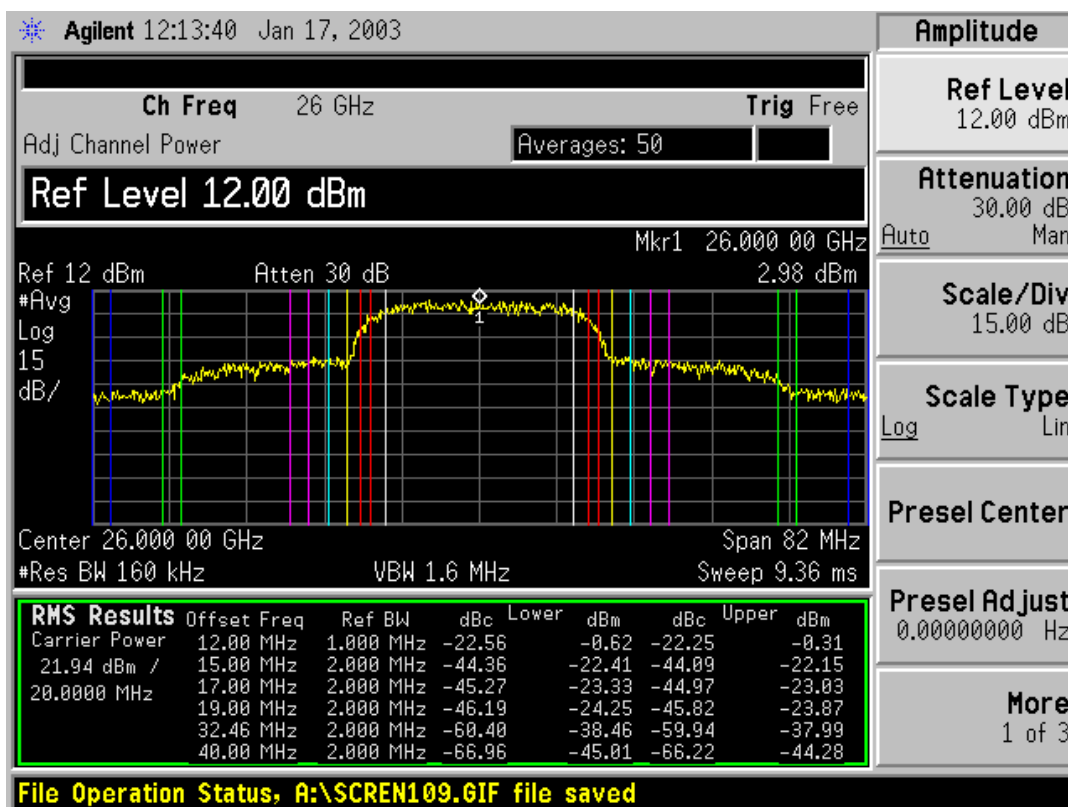 Agilent 12:13:40 Jan 17, 2003
Ch Freq 26 GHz Trig Free
Adj Channel Power Averages: 50
Ref Level 12.00 dBm
Mkr1 26.000 00 GHz
Ref 12 dBm Atten 30 dB 2.98 dBm
#Avg
Log
15
dB/
1
Center 26.000 00 GHz Span 82 MHz
#Res BW 160 kHz VBW 1.6 MHz Sweep 9.36 ms
RMS Results Offset Freq Ref BW dBc Lower dBm dBc Upper dBm
Carrier Power 12.00 MHz 1.000 MHz -22.56 -0.62 -22.25 -0.31
21.94 dBm / 15.00 MHz 2.000 MHz -44.36 -22.41 -44.09 -22.15
20.0000 MHz 17.00 MHz 2.000 MHz -45.27 -23.33 -44.97 -23.03
19.00 MHz 2.000 MHz -46.19 -24.25 -45.82 -23.87
32.46 MHz 2.000 MHz -60.40 -38.46 -59.94 -37.99
40.00 MHz 2.000 MHz -66.96 -45.01 -66.22 -44.28
Amplitude
Ref Level
12.00 dBm
Attenuation
30.00 dB
Auto Man
Scale/Div
15.00 dB
Scale Type
Log Lin
Presel Center
Presel Adjust
0.00000000 Hz
More
1 of 3
File Operation Status, A:\SCREN109.GIF file saved